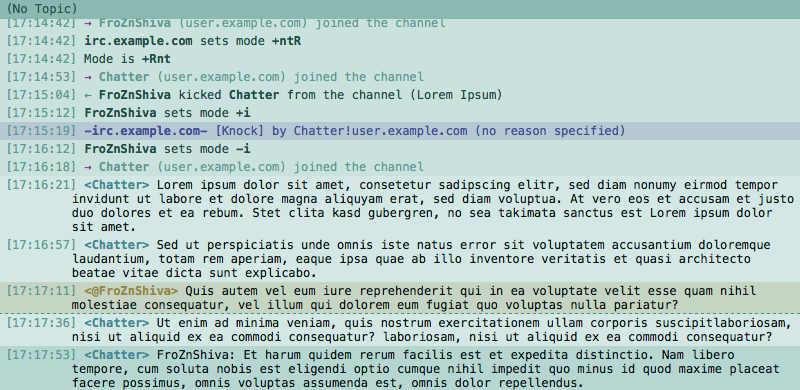 (No Topic)
[17:14:42] → FroZnShiva (user.example.com) joined the channel
[17:14:42] irc.example.com sets mode +ntR
[17:14:42] Mode is +Rnt
[17:14:53] → Chatter (user.example.com) joined the channel
[17:15:04] ← FroZnShiva kicked Chatter from the channel (Lorem Ipsum)
[17:15:12] FroZnShiva sets mode +i
[17:15:19] -irc.example.com- [Knock] by Chatter!user.example.com (no reason specified)
[17:16:12] FroZnShiva sets mode -i
[17:16:18] → Chatter (user.example.com) joined the channel
[17:16:21] <Chatter> Lorem ipsum dolor sit amet, consetetur sadipscing elitr, sed diam nonumy eirmod tempor
invidunt ut labore et dolore magna aliquyam erat, sed diam voluptua. At vero eos et accusam et justo
duo dolores et ea rebum. Stet clita kasd gubergren, no sea takimata sanctus est Lorem ipsum dolor
sit amet.
[17:16:57] <Chatter> Sed ut perspiciatis unde omnis iste natus error sit voluptatem accusantium doloremque
laudantium, totam rem aperiam, eaque ipsa quae ab illo inventore veritatis et quasi architecto
beatae vitae dicta sunt explicabo.
[17:17:11] <@FroZnShiva> Quis autem vel eum iure reprehenderit qui in ea voluptate velit esse quam nihil
molestiae consequatur, vel illum qui dolorem eum fugiat quo voluptas nulla pariatur?
[17:17:36] <Chatter> Ut enim ad minima veniam, quis nostrum exercitationem ullam corporis suscipitlaboriosam,
nisi ut aliquid ex ea commodi consequatur? laboriosam, nisi ut aliquid ex ea commodi consequatur?
[17:17:53] <Chatter> FroZnShiva: Et harum quidem rerum facilis est et expedita distinctio. Nam libero
tempore, cum soluta nobis est eligendi optio cumque nihil impedit quo minus id quod maxime placeat
facere possimus, omnis voluptas assumenda est, omnis dolor repellendus.